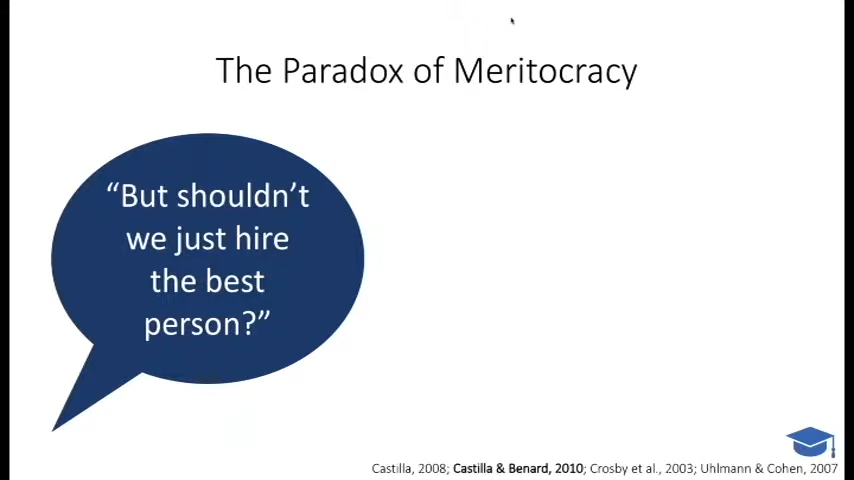 The Paradox of Meritocracy
“But shouldn’t
we just hire
the best
person?”
Castilla, 2008; Castilla & Benard, 2010; Crosby et al., 2003; Uhlmann & Cohen, 2007